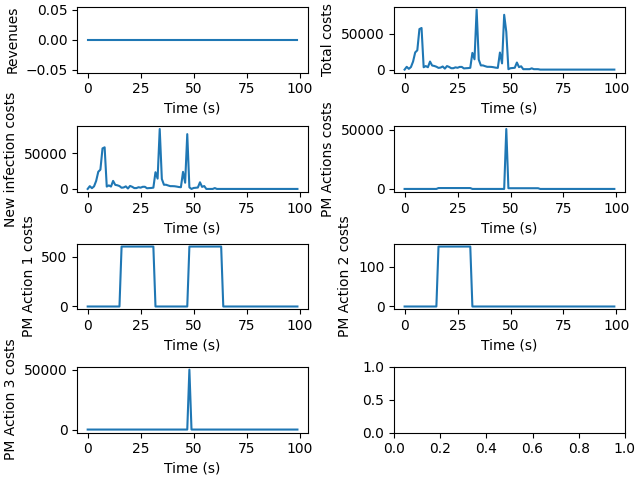 Revenues
0.05
0.00
−0.05
0 25 50 75 100
Time (s)
Total costs
50000
0
0 25 50 75 100
Time (s)
New infection costs
50000
0
0 25 50 75 100
Time (s)
PM Actions costs
50000
0
0 25 50 75 100
Time (s)
PM Action 1 costs
500
0
0 25 50 75 100
Time (s)
PM Action 2 costs
100
0
0 25 50 75 100
Time (s)
PM Action 3 costs
50000
0
0 25 50 75 100
Time (s)
1.0
0.5
0.0
0.0 0.2 0.4 0.6 0.8 1.0